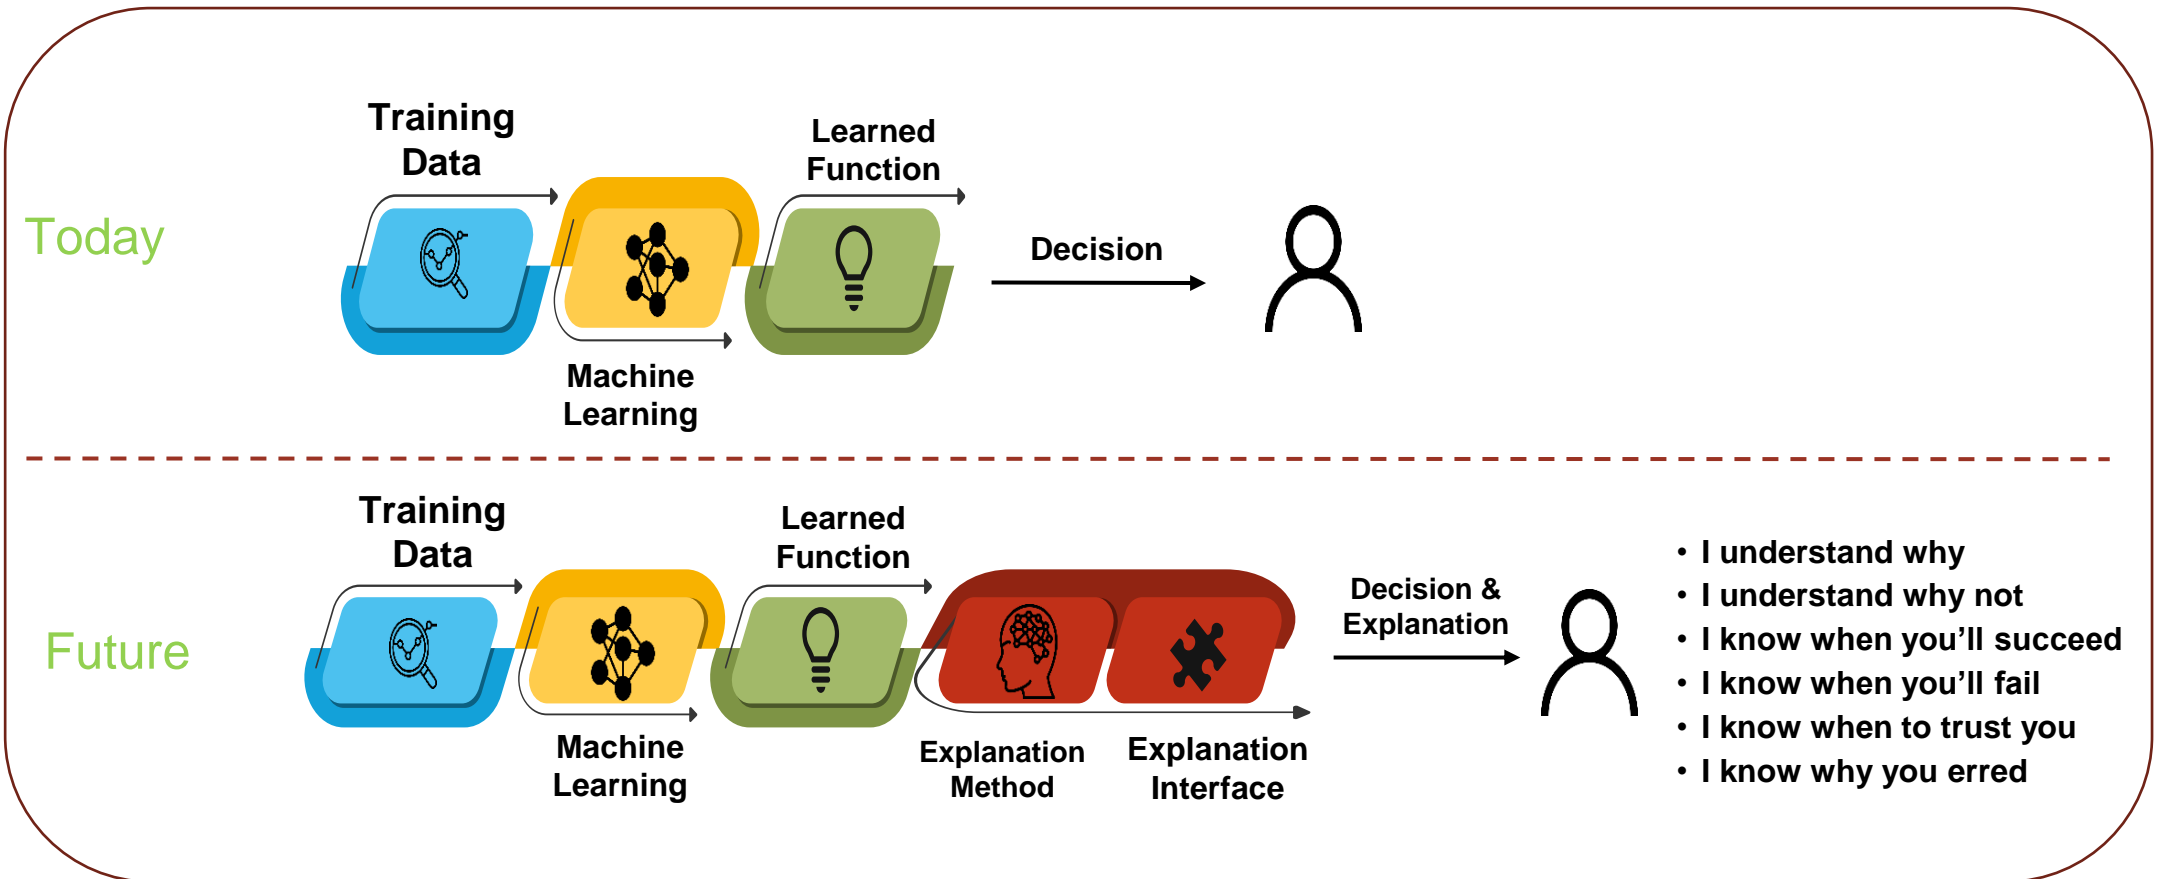 Training
Data
Learned
Function
Today
Decision
Machine
Learning
Training
Data
Learned
Function
Future
Machine
Learning
Explanation
Method
Explanation
Interface
Decision &
Explanation
• I understand why
• I understand why not
• I know when you’ll succeed
• I know when you’ll fail
• I know when to trust you
• I know why you erred